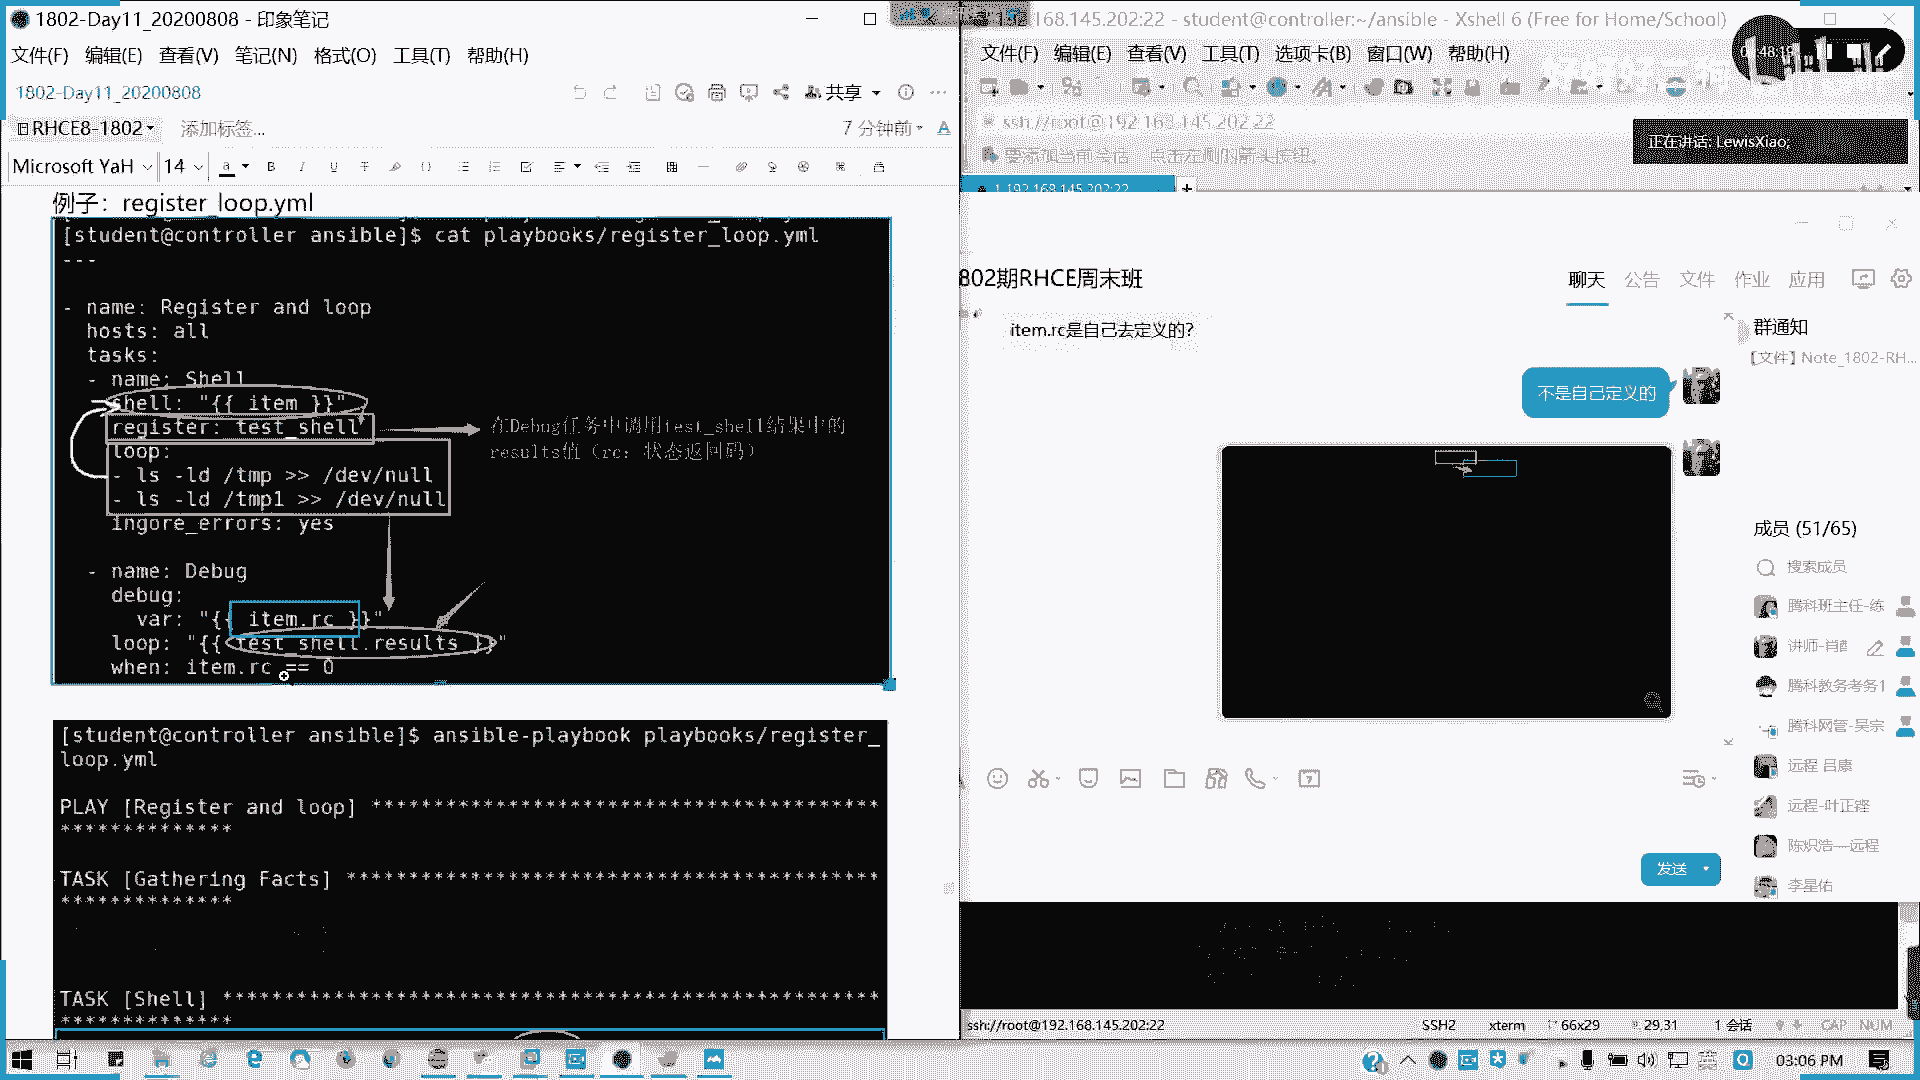 1802-Day11_20200808 - 印象笔记
文件(F) 编辑(E) 查看(V) 笔记(N) 格式(O) 工具(T) 帮助(H)
1802-Day11_20200808
共享
RHCE8-1802
添加标签...
7 分钟前
Microsoft YaH
14
例子：register_loop.yml
[student@controller ansible]$ cat playbooks/register_loop.yml
---
- name: Register and loop
hosts: all
tasks:
- name: Shell
shell: "{{ item }}"
register: test_shell
loop:
- ls -ld /tmp >> /dev/null
- ls -ld /tmp1 >> /dev/null
ingore_errors: yes
在Debug任务中调用test_shell结果中的
results值（rc：状态返回码）
- name: Debug
debug:
var: "{{ item.rc }}"
loop: "{{ test_shell.results }}"
when: item.rc == 0
[student@controller ansible]$ ansible-playbook playbooks/register_
loop.yml
PLAY [Register and loop] *****************************************
**************
TASK [Gathering Facts] *******************************************
**************
TASK [Shell] *****************************************************
**************
168.145.202:22 - student@controller:~/ansible - Xshell 6 (Free for Home/School)
文件(F) 编辑(E) 查看(V) 工具(T) 选项卡(B) 窗口(W) 帮助(H)
ssh://root@192.168.145.202:22
要添加当前会话，点击左侧的箭头按钮。
正在讲话: LewisXiao;
1 192.168.145.202:22
802期RHCE周末班
聊天 公告 文件 作业 应用
item.rc是自己去定义的?
不是自己定义的
群通知
【文件】Note_1802-RH...
成员 (51/65)
搜索成员
腾科班主任-练
讲师-肖
腾科教务考务1
腾科网管-吴宗
远程 吕康
远程-叶正铿
陈炽浩—远程
李星佑
发送
ssh://root@192.168.145.202:22
SSH2
xterm
66x29
29,31
1 会话
CAP NUM
03:06 PM